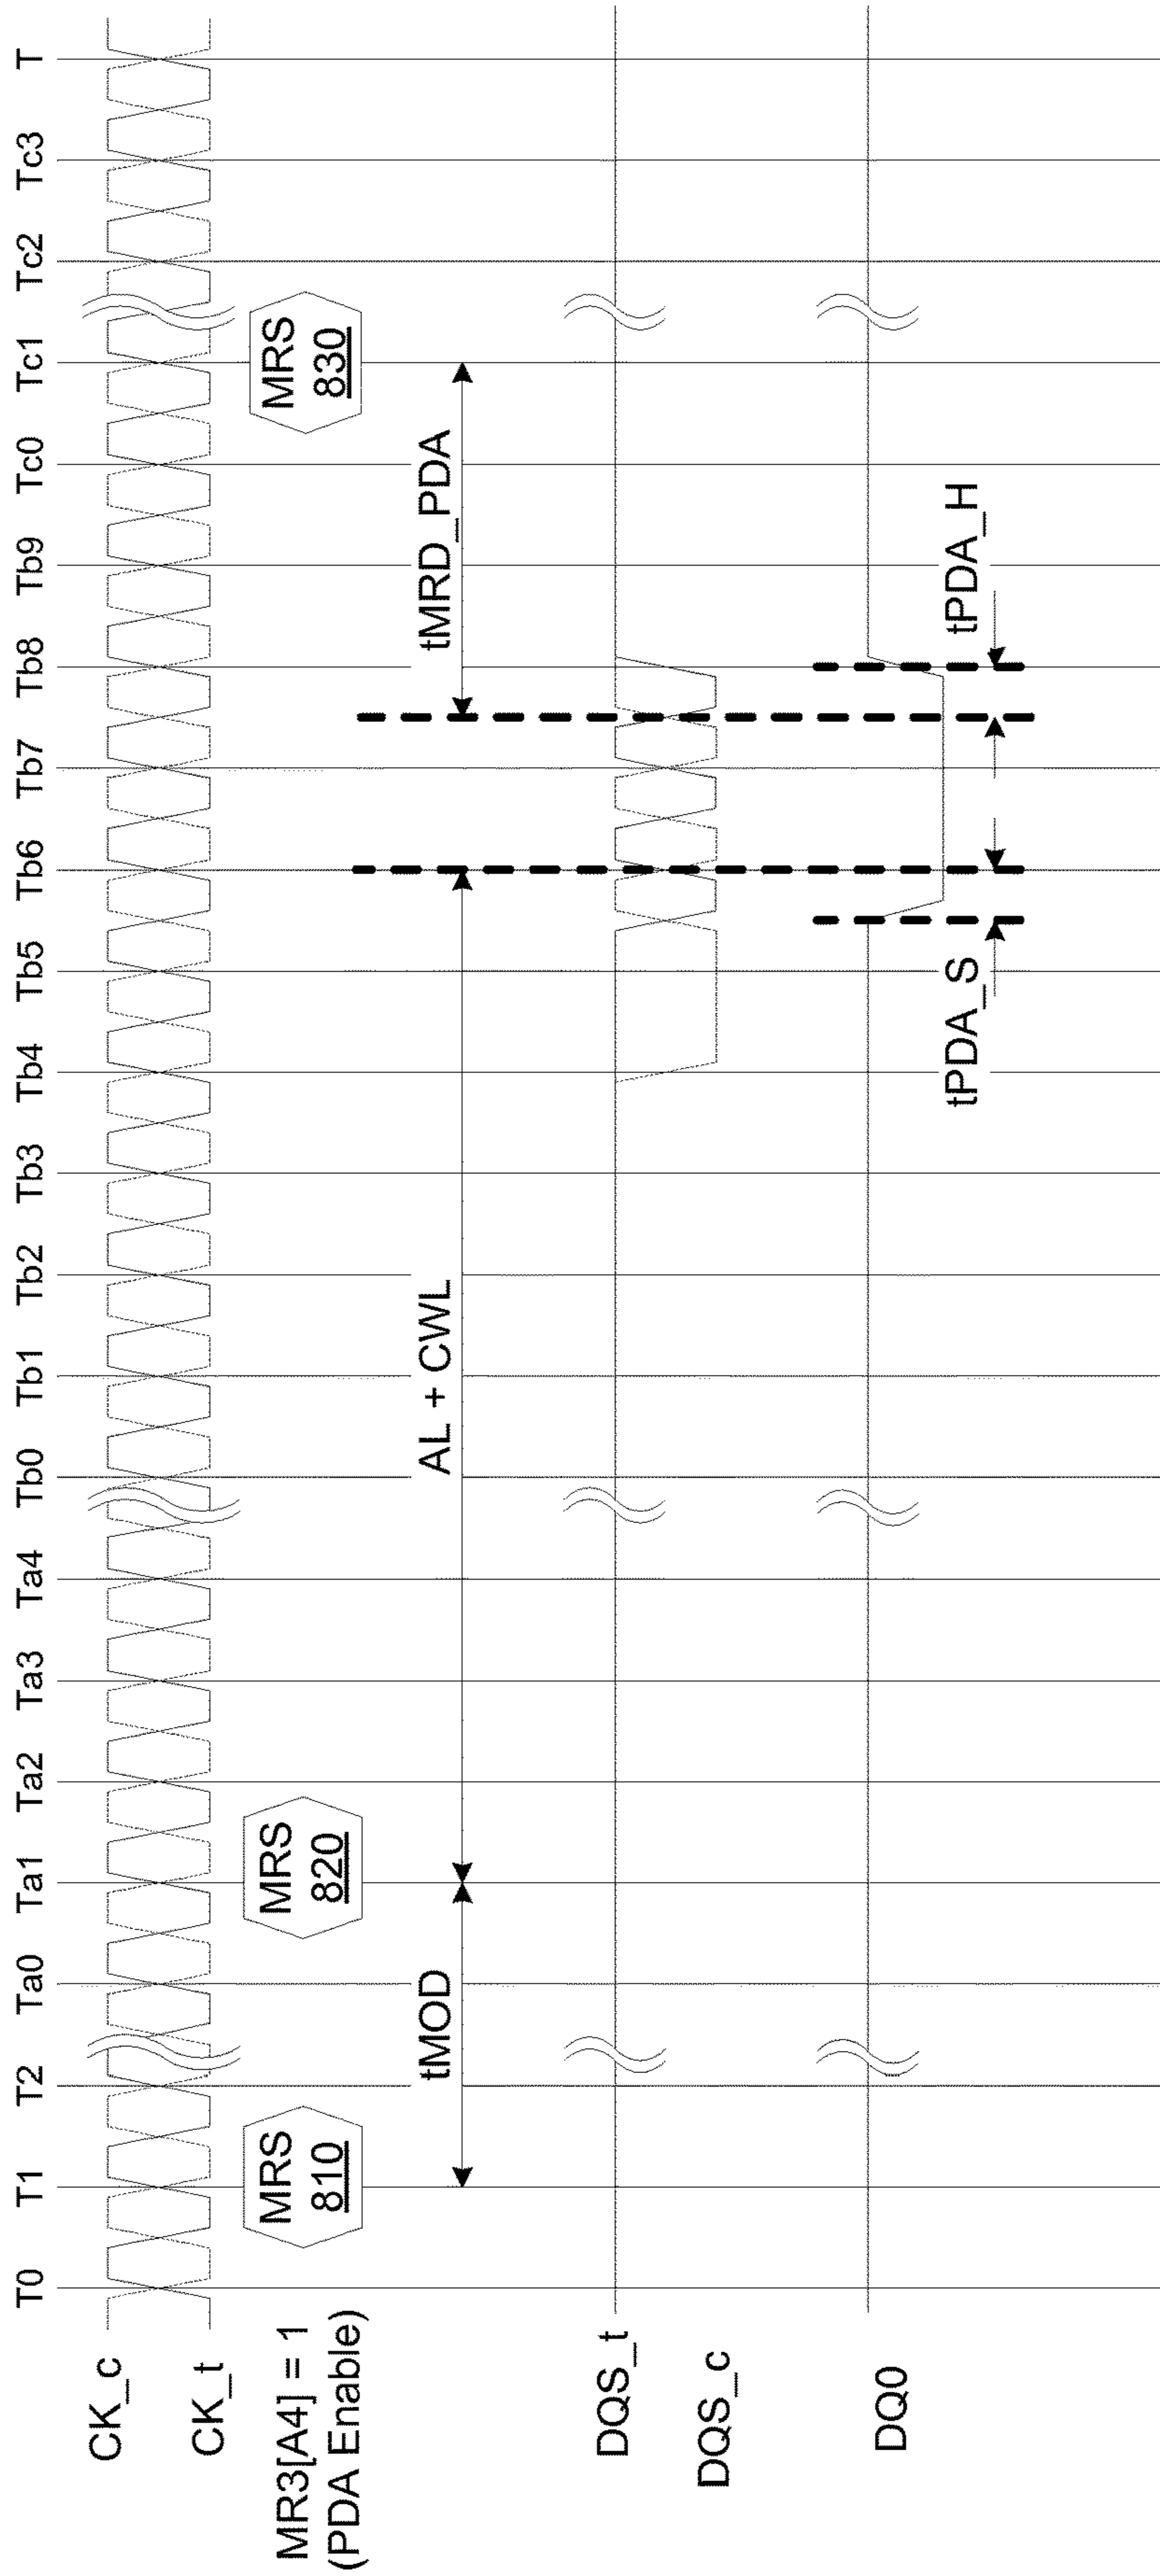 T0 T1 T2 Ta0 Ta1 Ta2 Ta3 Ta4 Tb0 Tb1 Tb2 Tb3 Tb4 Tb5 Tb6 Tb7 Tb8 Tb9 Tc0 Tc1 Tc2 Tc3 T
CK_c
CK_t
MR3[A4] = 1
(PDA Enable)
MRS
810
MRS
820
MRS
830
tMOD
AL + CWL
tMRD_PDA
DQS_t
DQS_c
DQ0
tPDA_S
tPDA_H